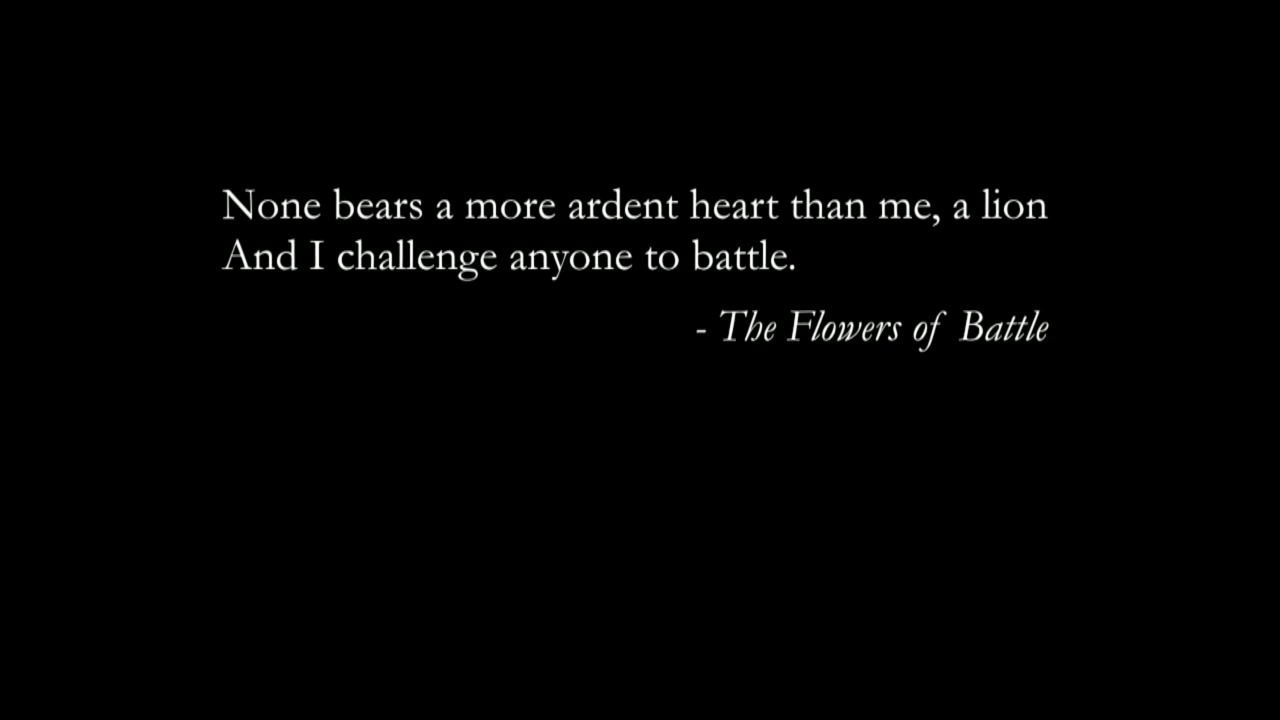 None bears a more ardent heart than me, a lion
And I challenge anyone to battle.
- The Flowers of Battle